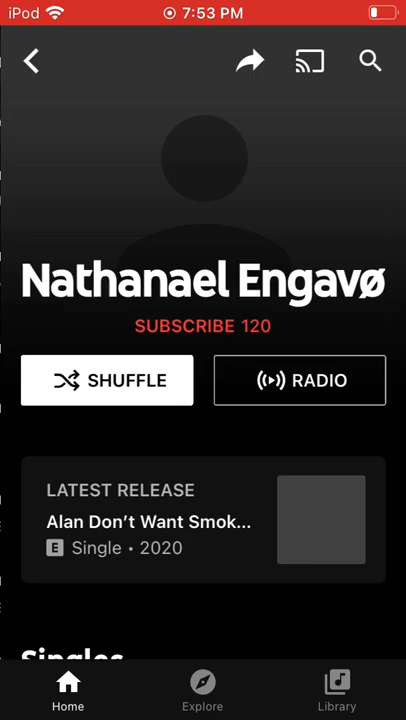 iPod 7:53 PM
Nathanael Engavø
SUBSCRIBE 120
SHUFFLE
RADIO
LATEST RELEASE
Alan Don't Want Smok...
E Single • 2020
Singles
Home
Explore
Library